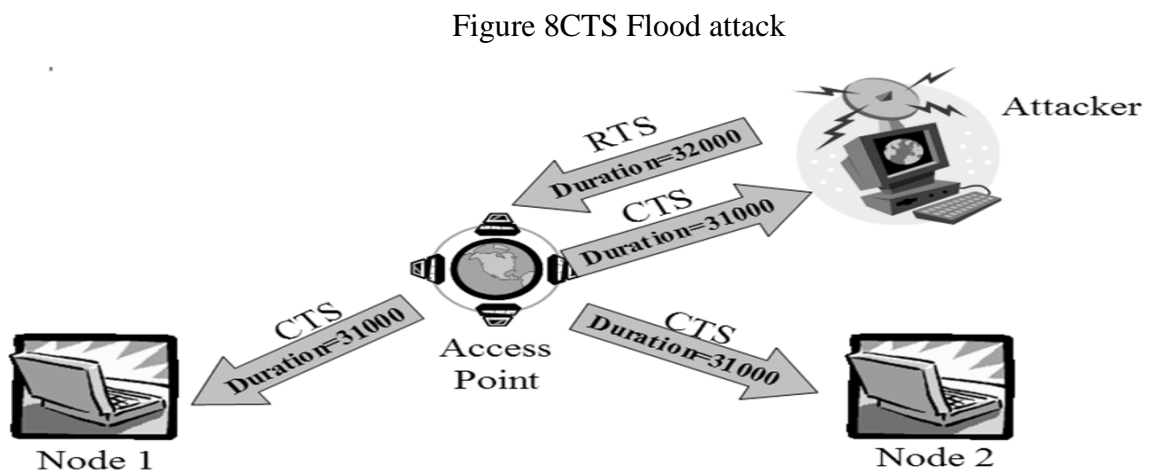 Figure 8CTS Flood attack
Attacker
RTS
Duration=32000
CTS
Duration=31000
CTS
Duration=31000
CTS
Duration=31000
Access
Point
Node 1
Node 2